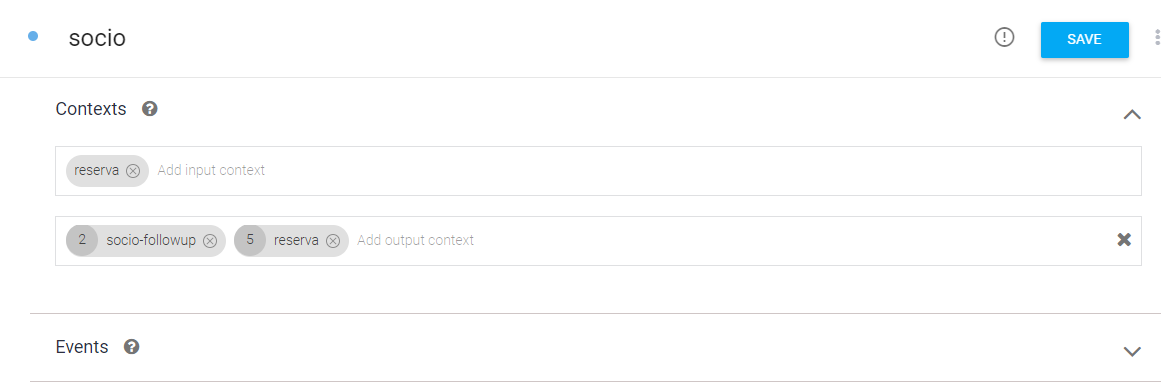 socio
SAVE
Contexts
reserva Add input context
2 socio-followup 5 reserva Add output context
Events